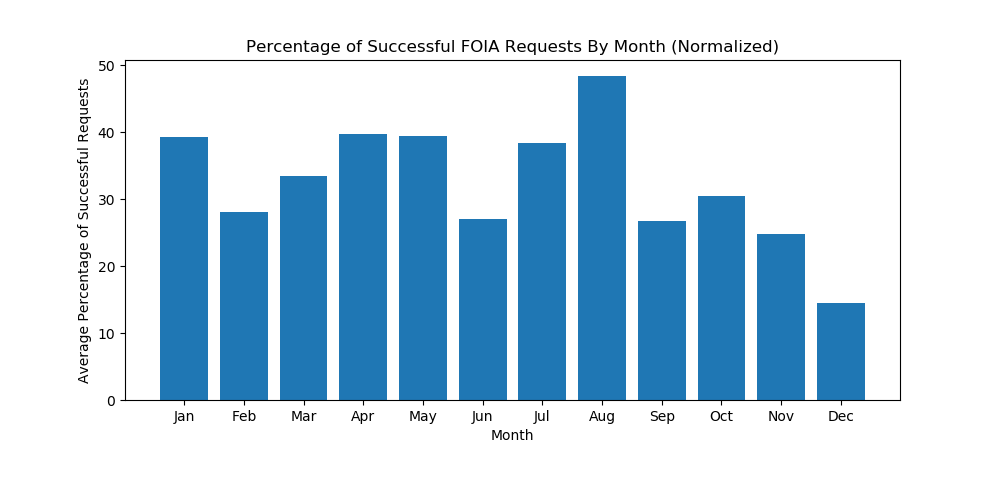 Percentage of Successful FOIA Requests By Month (Normalized)
Average Percentage of Successful Requests
50
40
30
20
10
0
Jan Feb Mar Apr May Jun Jul Aug Sep Oct Nov Dec
Month